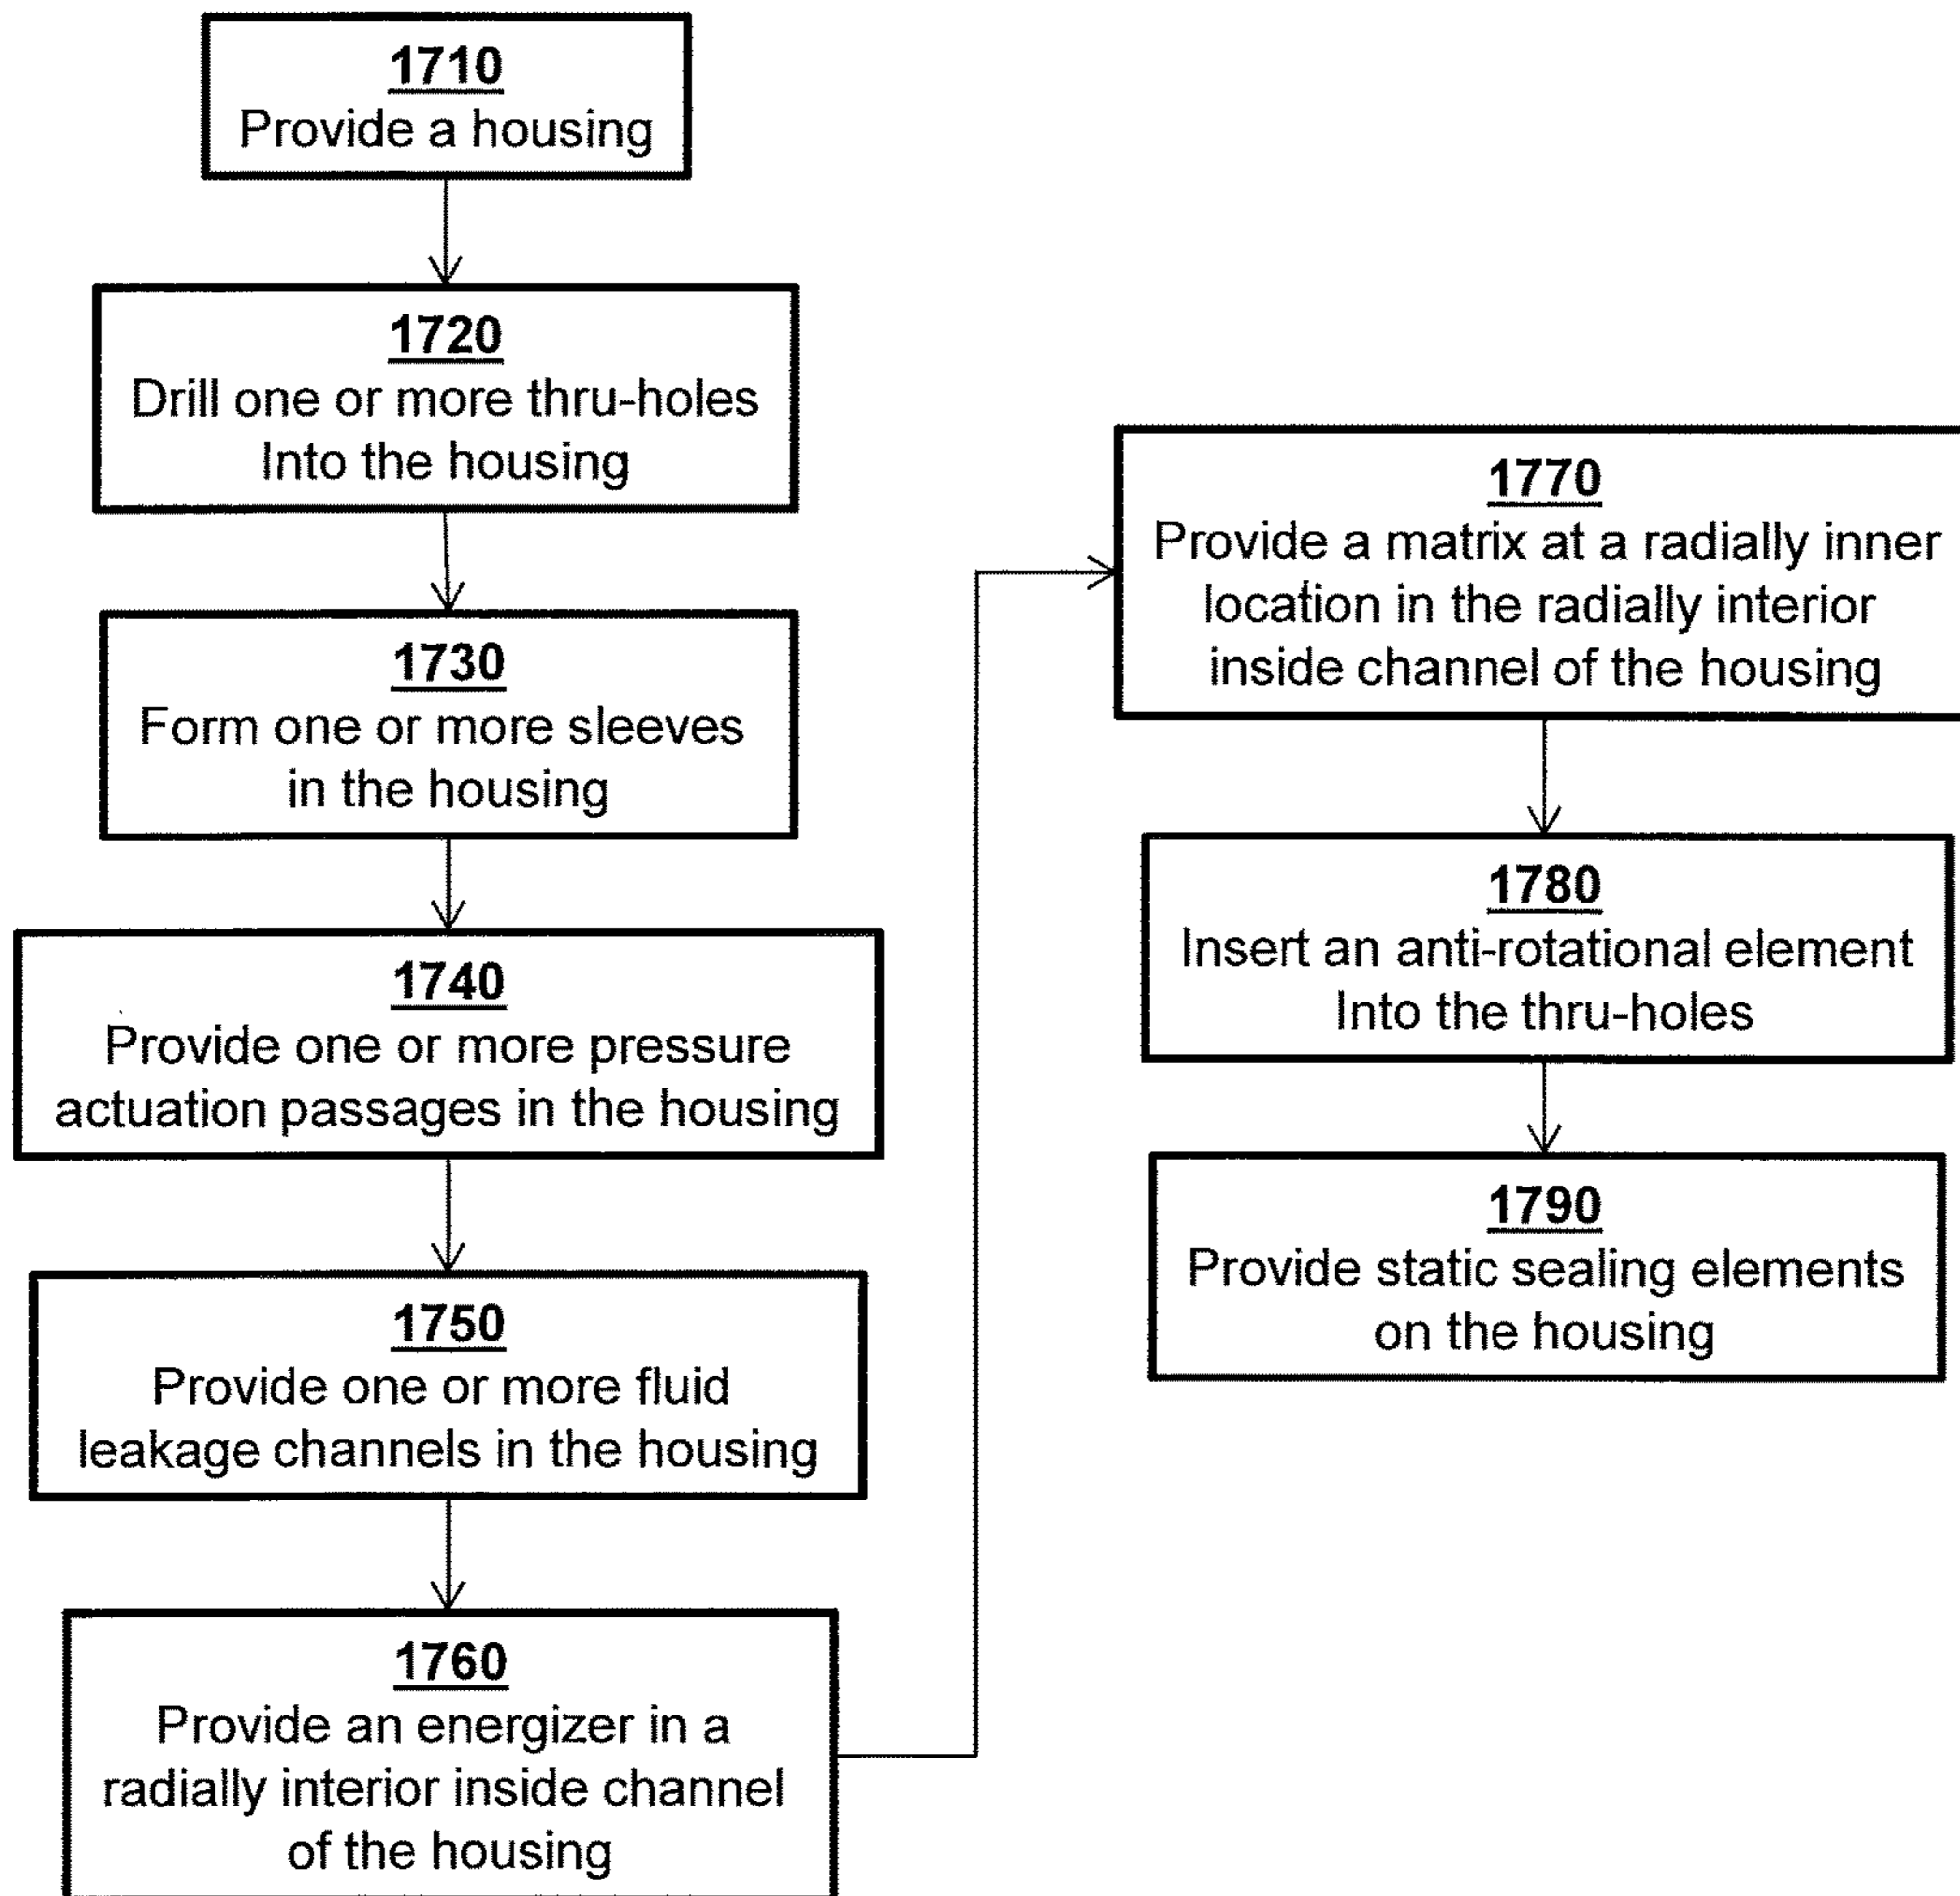 1710
Provide a housing
1720
Drill one or more thru-holes
Into the housing
1730
Form one or more sleeves
in the housing
1740
Provide one or more pressure
actuation passages in the housing
1750
Provide one or more fluid
leakage channels in the housing
1760
Provide an energizer in a
radially interior inside channel
of the housing
1770
Provide a matrix at a radially inner
location in the radially interior
inside channel of the housing
1780
Insert an anti-rotational element
Into the thru-holes
1790
Provide static sealing elements
on the housing